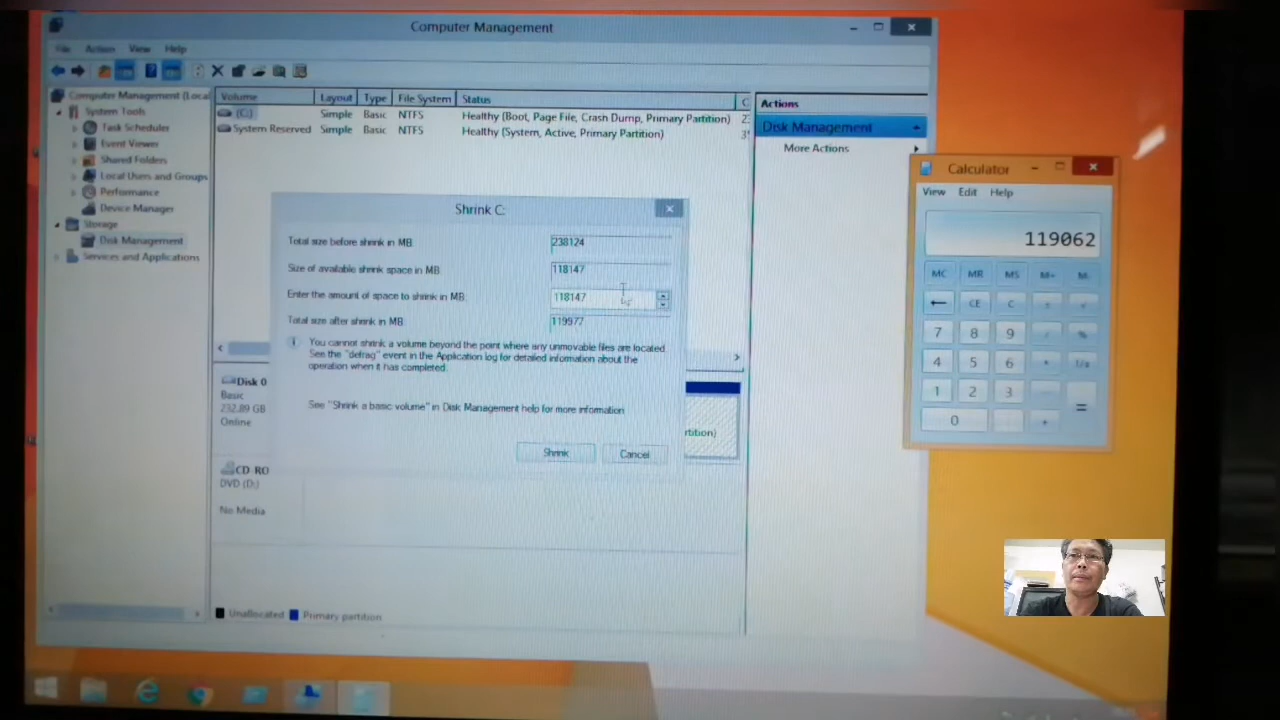 Computer Management
File Action View Help
Computer Management (Local
System Tools
Task Scheduler
Event Viewer
Shared Folders
Local Users and Groups
Performance
Device Manager
Storage
Disk Management
Services and Applications
Volume Layout Type File System Status C
(C:) Simple Basic NTFS Healthy (Boot, Page File, Crash Dump, Primary Partition) 2
System Reserved Simple Basic NTFS Healthy (System, Active, Primary Partition) 3
Actions
Disk Management
More Actions
Shrink C:
Total size before shrink in MB: 238124
Size of available shrink space in MB: 118147
Enter the amount of space to shrink in MB: 118147
Total size after shrink in MB: 119977
You cannot shrink a volume beyond the point where any unmovable files are located.
See the "defrag" event in the Application log for detailed information about the
operation when it has completed.
See "Shrink a basic volume" in Disk Management help for more information
Shrink Cancel
Disk 0
Basic
232.89 GB
Online
rtition)
CD-RO
DVD (D:)
No Media
Unallocated Primary partition
Calculator
View Edit Help
119062
MC MR MS M+ M-
← CE C ± √
7 8 9 / %
4 5 6 * 1/x
1 2 3 - =
0 . +